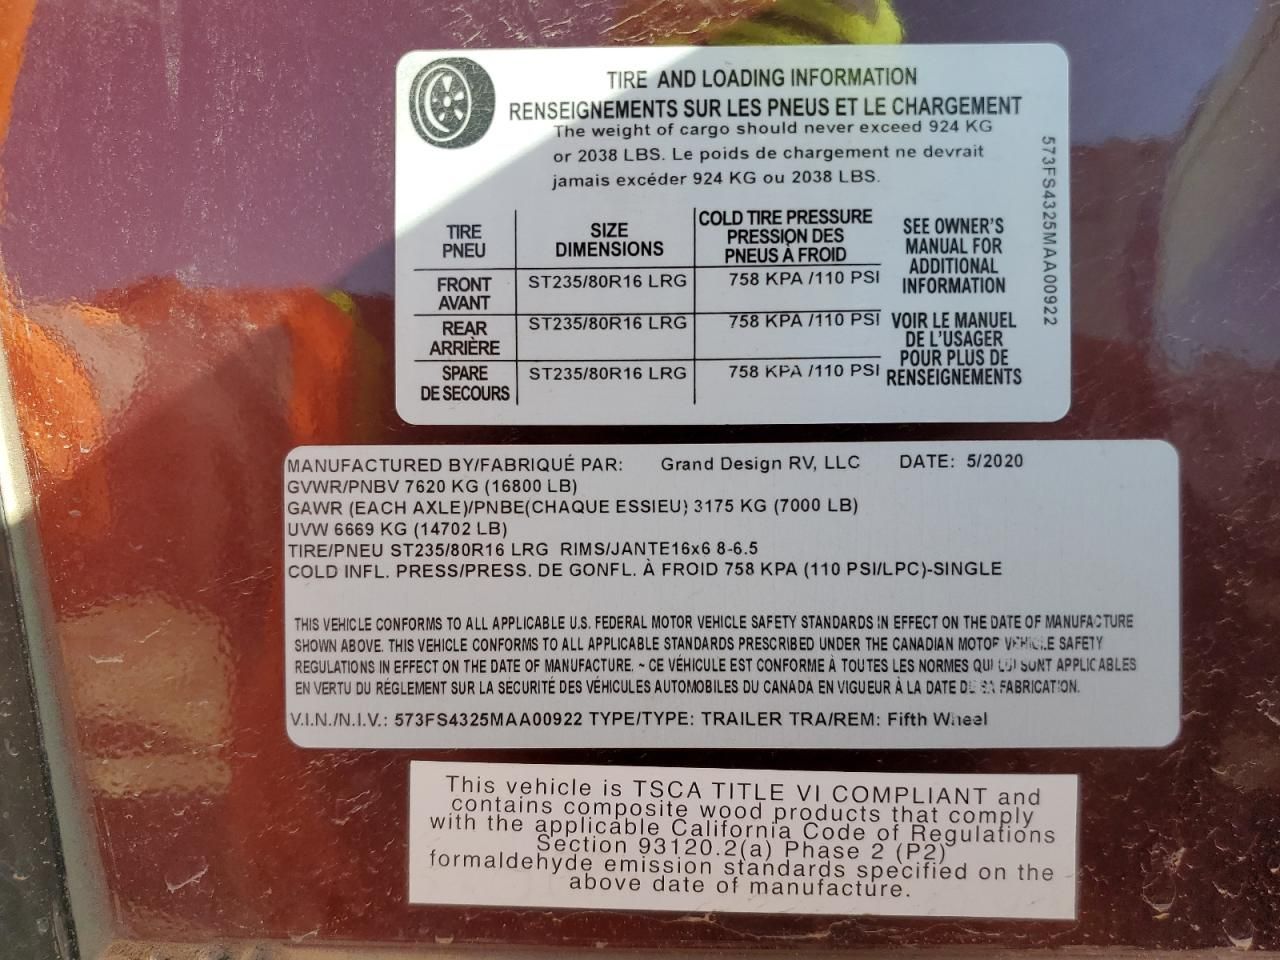 TIRE AND LOADING INFORMATION
RENSEIGNEMENTS SUR LES PNEUS ET LE CHARGEMENT
The weight of cargo should never exceed 924 KG
or 2038 LBS. Le poids de chargement ne devrait
jamais excéder 924 KG ou 2038 LBS.
TIRE
PNEU
SIZE
DIMENSIONS
COLD TIRE PRESSURE
PRESSION DES
PNEUS À FROID
FRONT
AVANT
ST235/80R16 LRG
758 KPA /110 PSI
REAR
ARRIÈRE
ST235/80R16 LRG
758 KPA /110 PSI
SPARE
DE SECOURS
ST235/80R16 LRG
758 KPA /110 PSI
SEE OWNER'S
MANUAL FOR
ADDITIONAL
INFORMATION
VOIR LE MANUEL
DE L'USAGER
POUR PLUS DE
RENSEIGNEMENTS
573FS4325MAA00922
MANUFACTURED BY/FABRIQUÉ PAR: Grand Design RV, LLC DATE: 5/2020
GVWR/PNBV 7620 KG (16800 LB)
GAWR (EACH AXLE)/PNBE(CHAQUE ESSIEU) 3175 KG (7000 LB)
UVW 6669 KG (14702 LB)
TIRE/PNEU ST235/80R16 LRG RIMS/JANTE16x6 8-6.5
COLD INFL. PRESS/PRESS. DE GONFL. À FROID 758 KPA (110 PSI/LPC)-SINGLE
THIS VEHICLE CONFORMS TO ALL APPLICABLE U.S. FEDERAL MOTOR VEHICLE SAFETY STANDARDS IN EFFECT ON THE DATE OF MANUFACTURE
SHOWN ABOVE. THIS VEHICLE CONFORMS TO ALL APPLICABLE STANDARDS PRESCRIBED UNDER THE CANADIAN MOTOR VEHICLE SAFETY
REGULATIONS IN EFFECT ON THE DATE OF MANUFACTURE. ~ CE VÉHICULE EST CONFORME À TOUTES LES NORMES QUI LUI SONT APPLICABLES
EN VERTU DU RÉGLEMENT SUR LA SÉCURITÉ DES VÉHICULES AUTOMOBILES DU CANADA EN VIGUEUR À LA DATE DE SA FABRICATION.
V.I.N./N.I.V.: 573FS4325MAA00922 TYPE/TYPE: TRAILER TRA/REM: Fifth Wheel
This vehicle is TSCA TITLE VI COMPLIANT and
contains composite wood products that comply
with the applicable California Code of Regulations
Section 93120.2(a) Phase 2 (P2)
formaldehyde emission standards specified on the
above date of manufacture.